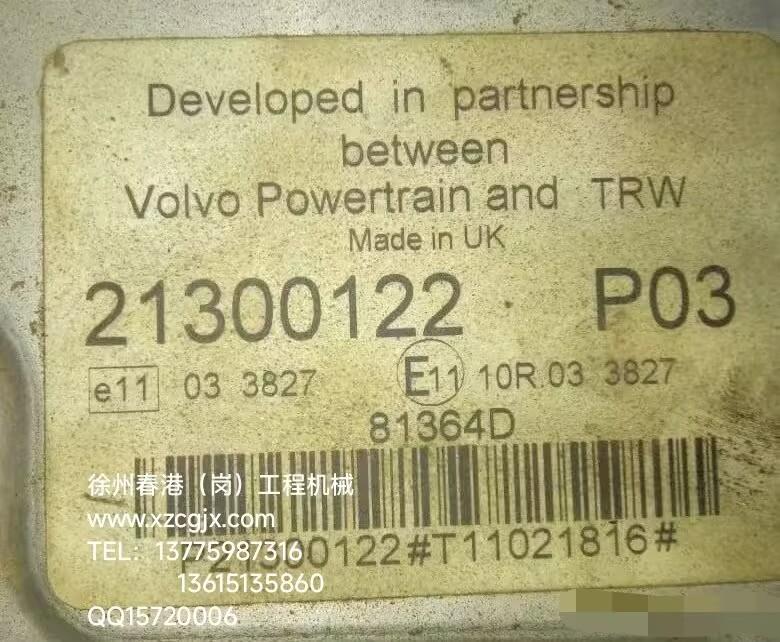 Developed in partnership
between
Volvo Powertrain and TRW
Made in UK
21300122 P03
e11 03 3827 E11 10R.03 3827
81364D
徐州春港（岗）工程机械
www.xzcgjx.com
P21300122#T11021816#
TEL：13775987316
13615135860
QQ15720006